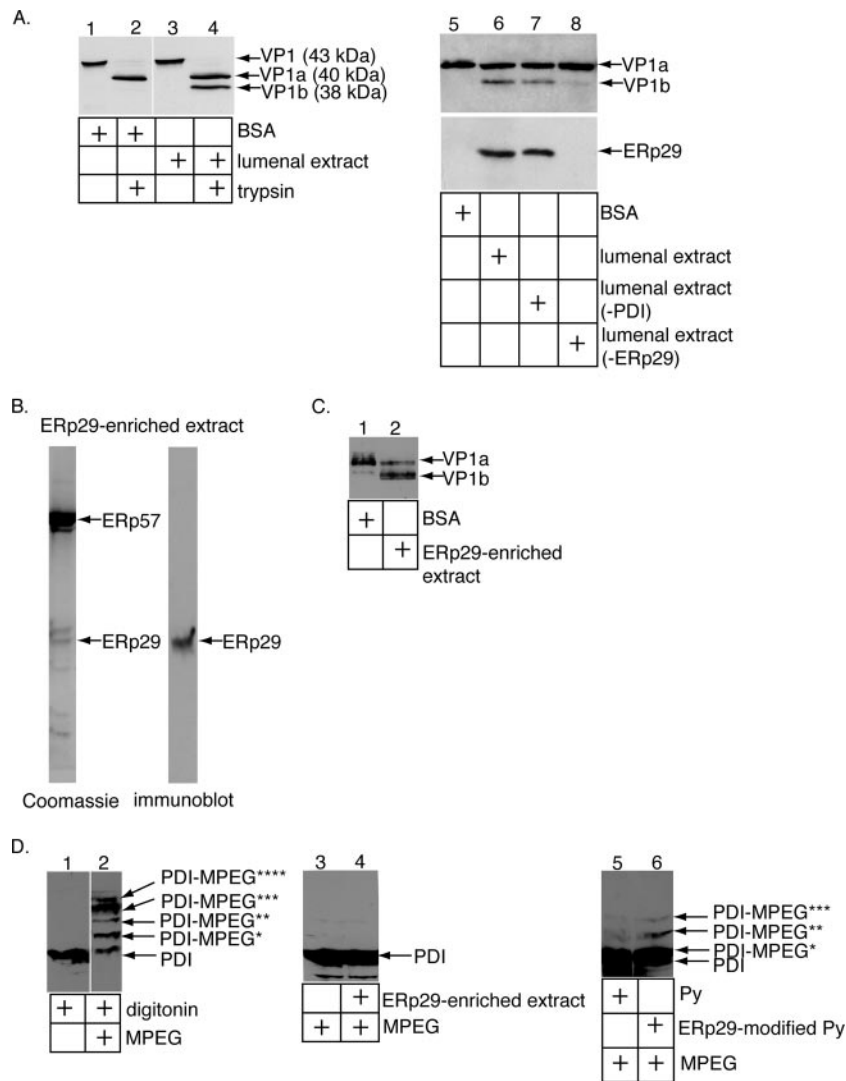 A.
1 2 3 4
VP1 (43 kDa)
VP1a (40 kDa)
VP1b (38 kDa)
+ + BSA
+ + lumenal extract
+ + trypsin
5 6 7 8
VP1a
VP1b
ERp29
+ BSA
+ lumenal extract
+ lumenal extract
(-PDI)
+ lumenal extract
(-ERp29)
B.
ERp29-enriched extract
ERp57
ERp29
ERp29
Coomassie immunoblot
C.
1 2
VP1a
VP1b
+ BSA
+ ERp29-enriched
extract
D.
1 2
PDI-MPEG****
PDI-MPEG***
PDI-MPEG**
PDI-MPEG*
PDI
+ + digitonin
+ MPEG
3 4
PDI
+ ERp29-enriched extract
+ + MPEG
5 6
PDI-MPEG***
PDI-MPEG**
PDI-MPEG*
PDI
+ Py
+ ERp29-modified Py
+ + MPEG